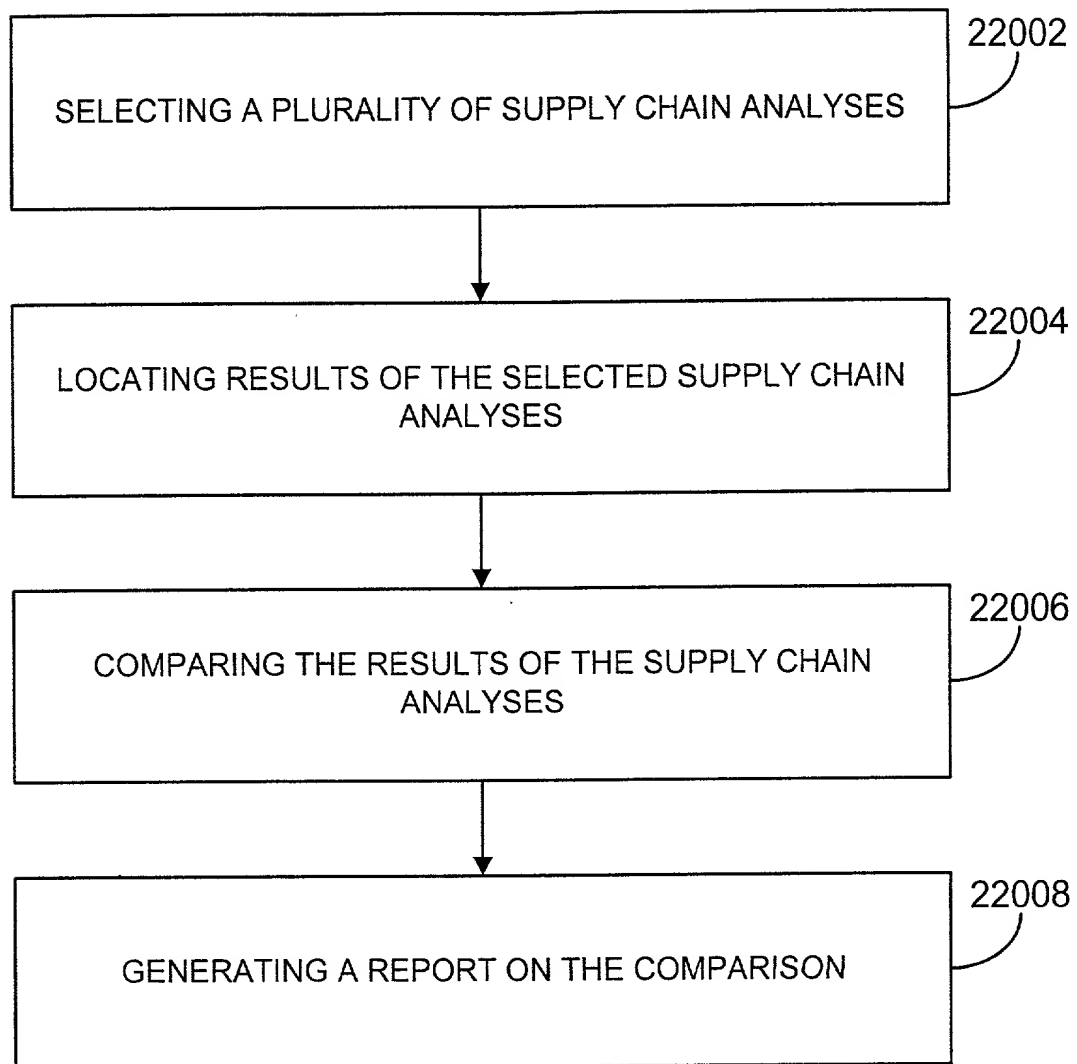 22002
SELECTING A PLURALITY OF SUPPLY CHAIN ANALYSES
22004
LOCATING RESULTS OF THE SELECTED SUPPLY CHAIN
ANALYSES
22006
COMPARING THE RESULTS OF THE SUPPLY CHAIN
ANALYSES
22008
GENERATING A REPORT ON THE COMPARISON